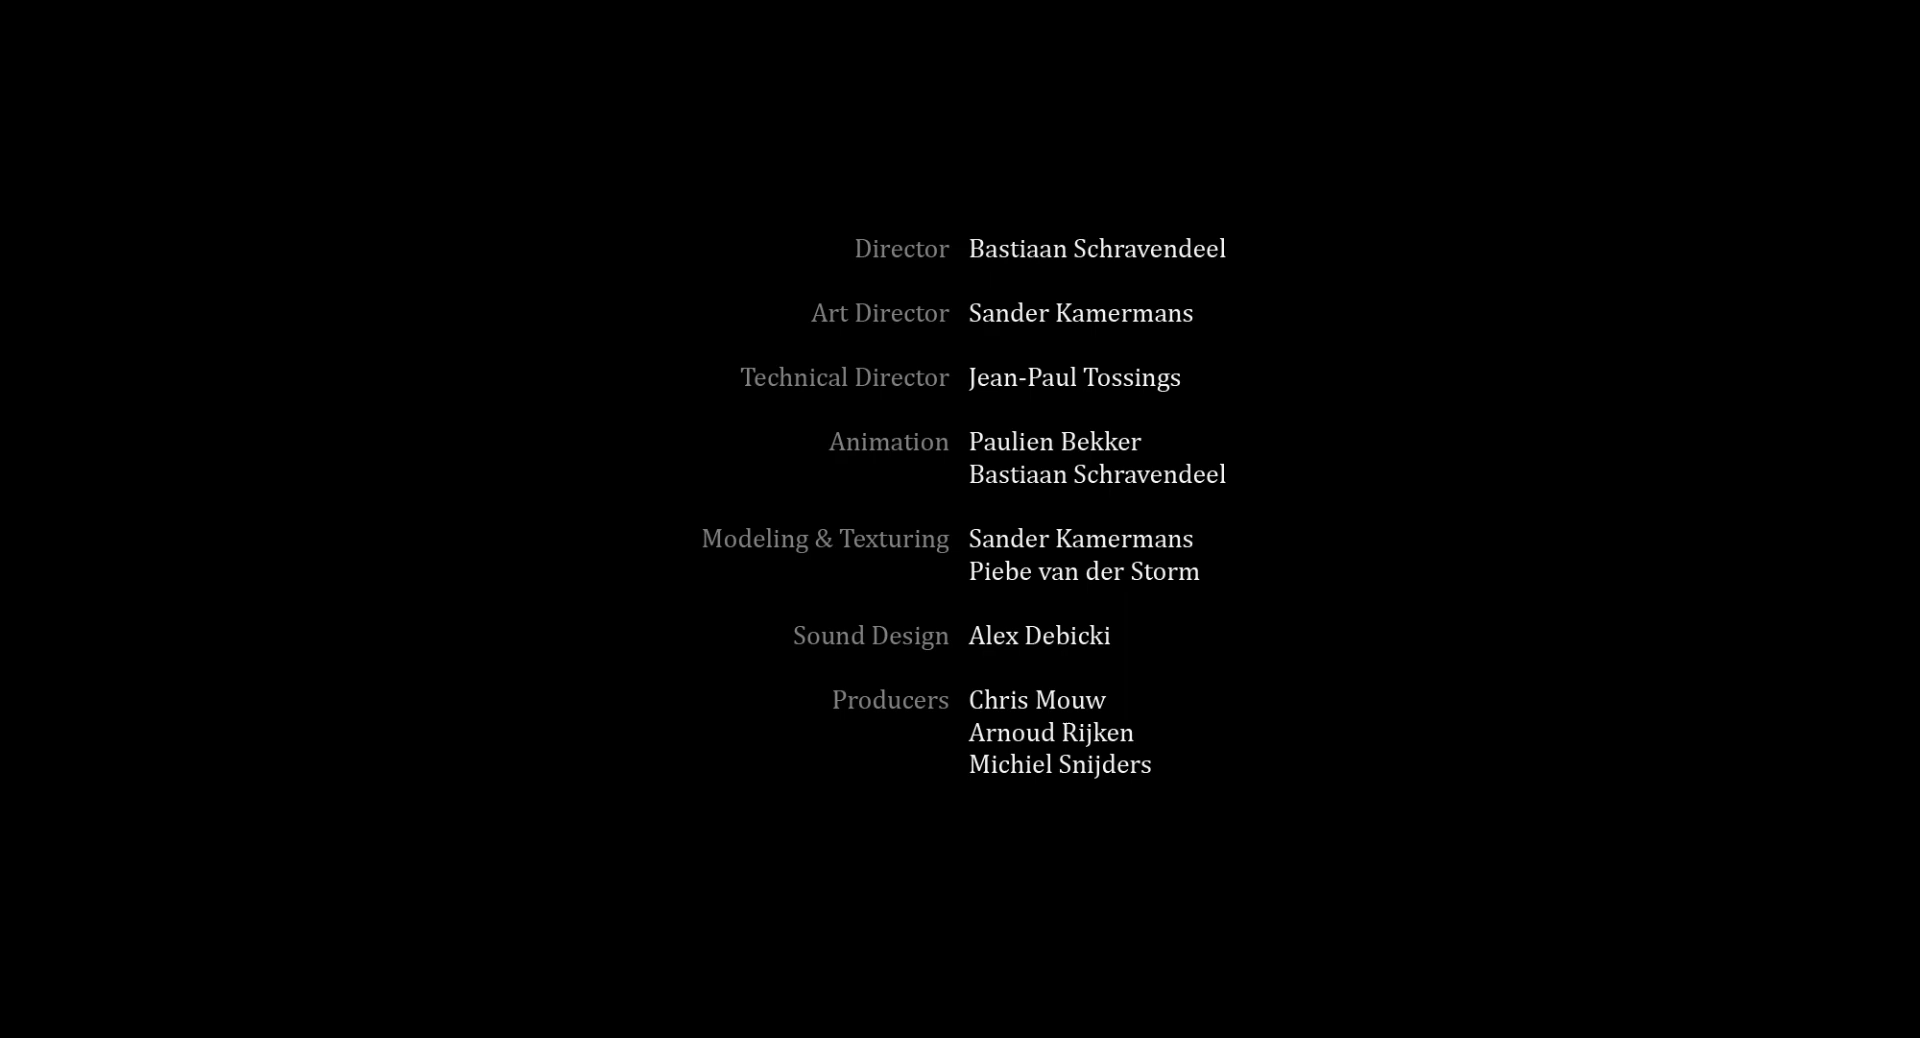 Director Bastiaan Schravendeel
Art Director Sander Kamermans
Technical Director Jean-Paul Tossings
Animation Paulien Bekker
Bastiaan Schravendeel
Modeling & Texturing Sander Kamermans
Piebe van der Storm
Sound Design Alex Debicki
Producers Chris Mouw
Arnoud Rijken
Michiel Snijders